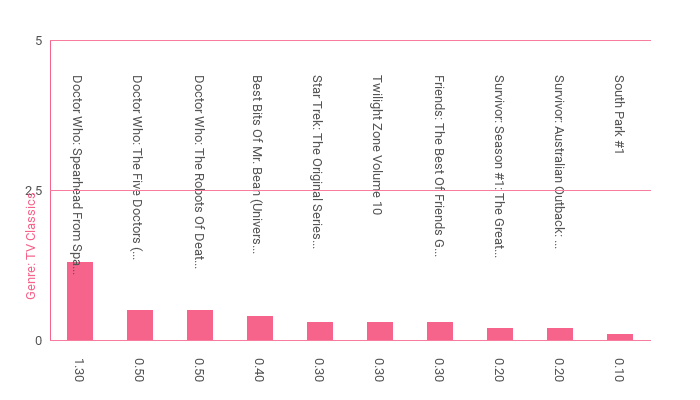 5
2.5
0
Genre: TV Classics
Doctor Who: Spearhead From Spa...
Doctor Who: The Five Doctors (...
Doctor Who: The Robots Of Deat...
Best Bits Of Mr. Bean (Univers...
Star Trek: The Original Series...
Twilight Zone Volume 10
Friends: The Best Of Friends G...
Survivor: Season #1: The Great...
Survivor: Australian Outback: ...
South Park #1
1.30
0.50
0.50
0.40
0.30
0.30
0.30
0.20
0.20
0.10